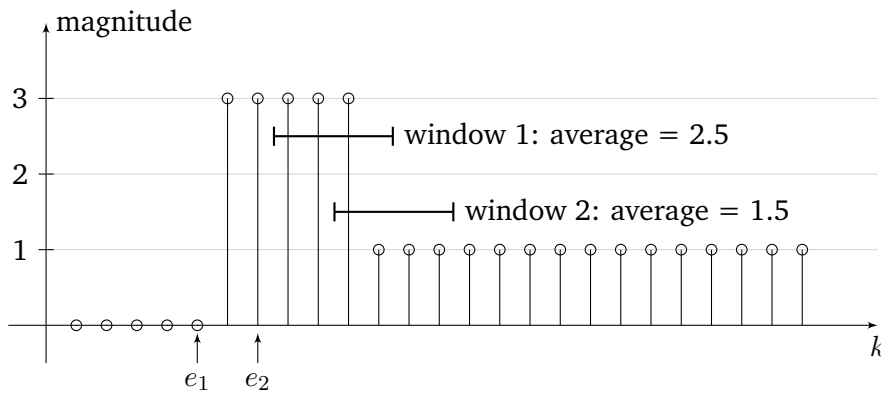 magnitude
3
window 1: average = 2.5
2
window 2: average = 1.5
1
k
e₁ e₂